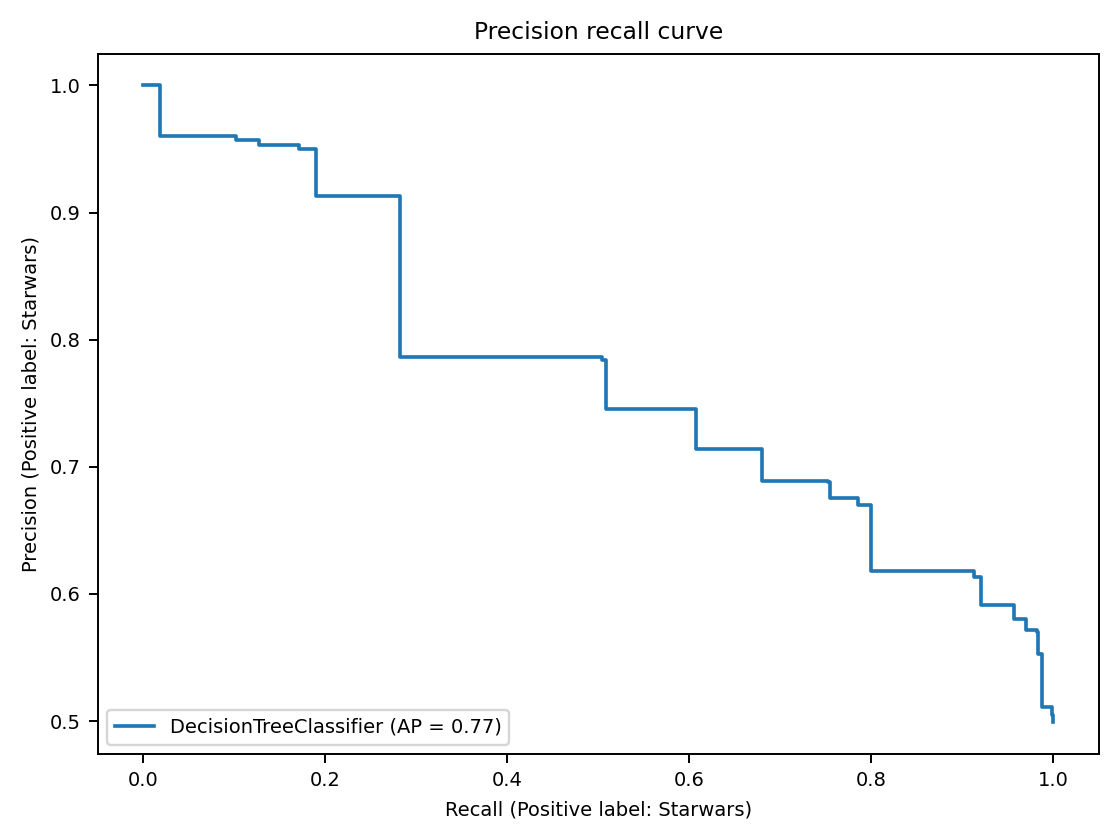 Precision recall curve
Precision (Positive label: Starwars)
1.0
0.9
0.8
0.7
0.6
0.5
DecisionTreeClassifier (AP = 0.77)
0.0 0.2 0.4 0.6 0.8 1.0
Recall (Positive label: Starwars)